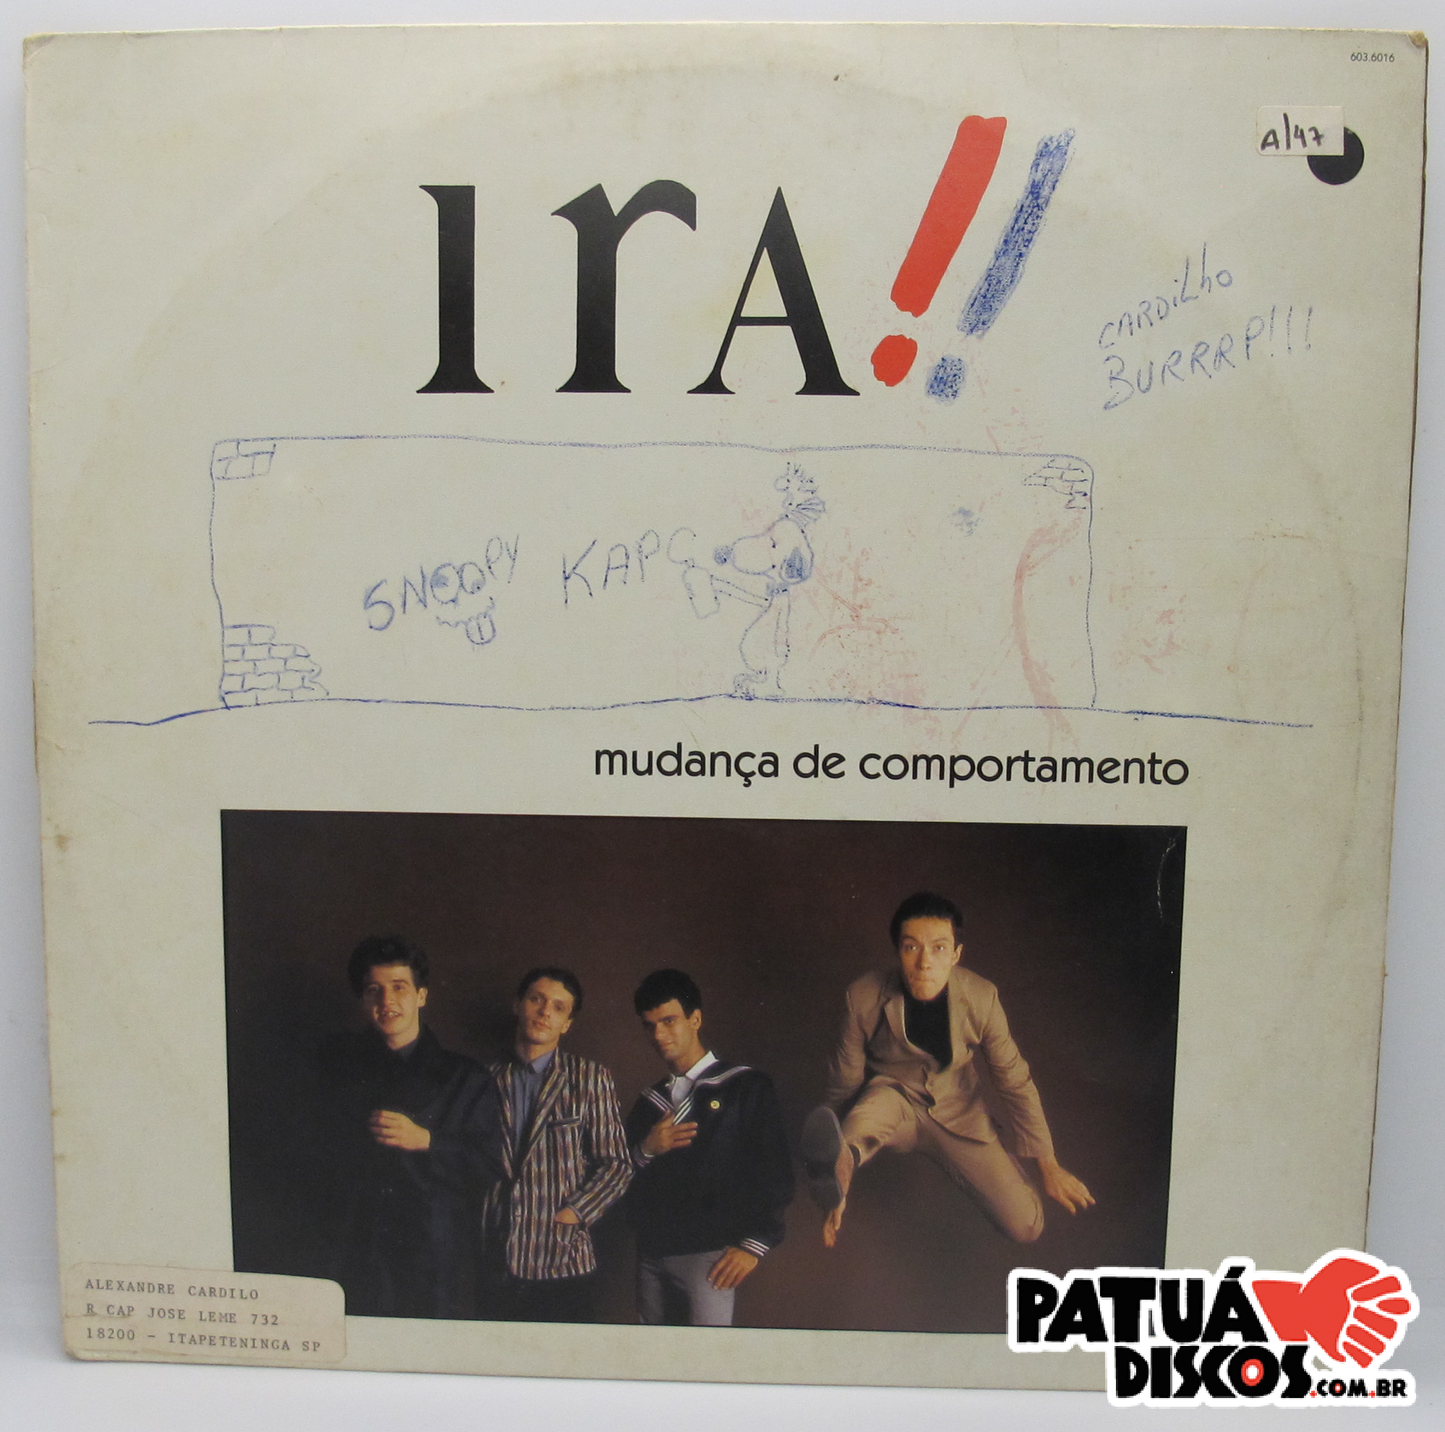 603.6016
A/47
IRA!!
CARDiLho
BURRRP!!!
SNOOPY KAPO
mudança de comportamento
ALEXANDRE CARDILO
R CAP JOSE LEME 732
18200 - ITAPETENINGA SP
PATUÁ
DISCOS.COM.BR